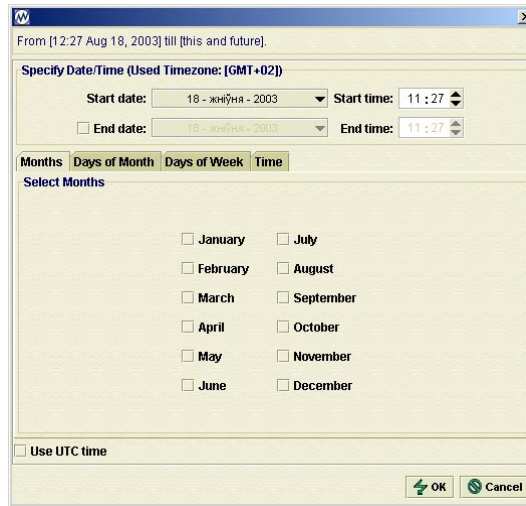 From [12:27 Aug 18, 2003] till [this and future].
Specify Date/Time (Used Timezone: [GMT+02])
Start date: 18 - жніўня - 2003 Start time: 11 : 27
End date: 18 - жніўня - 2003 End time: 11 : 27
Months Days of Month Days of Week Time
Select Months
January July
February August
March September
April October
May November
June December
Use UTC time
OK Cancel